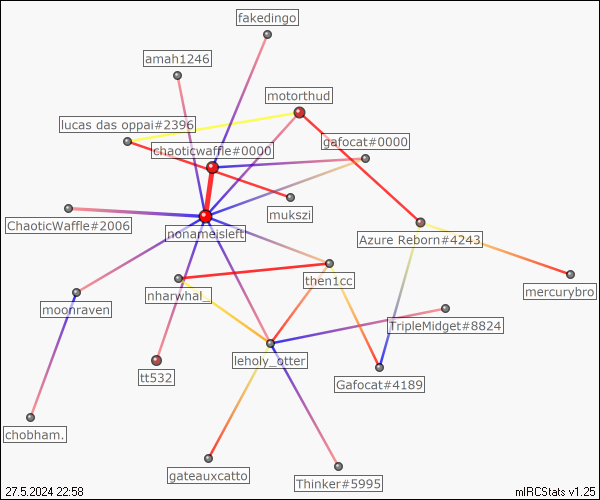 fakedingo
amah1246
motorthud
lucas das oppai#2396
gafocat#0000
chaoticwaffle#0000
mukszi
ChaoticWaffle#2006
nonameisleft
Azure Reborn#4243
then1cc
mercurybro
nharwhal_
moonraven
TripleMidget#8824
leholy_otter
tt532
Gafocat#4189
chobham.
gateauxcatto
Thinker#5995
27.5.2024 22:58
mIRCStats v1.25